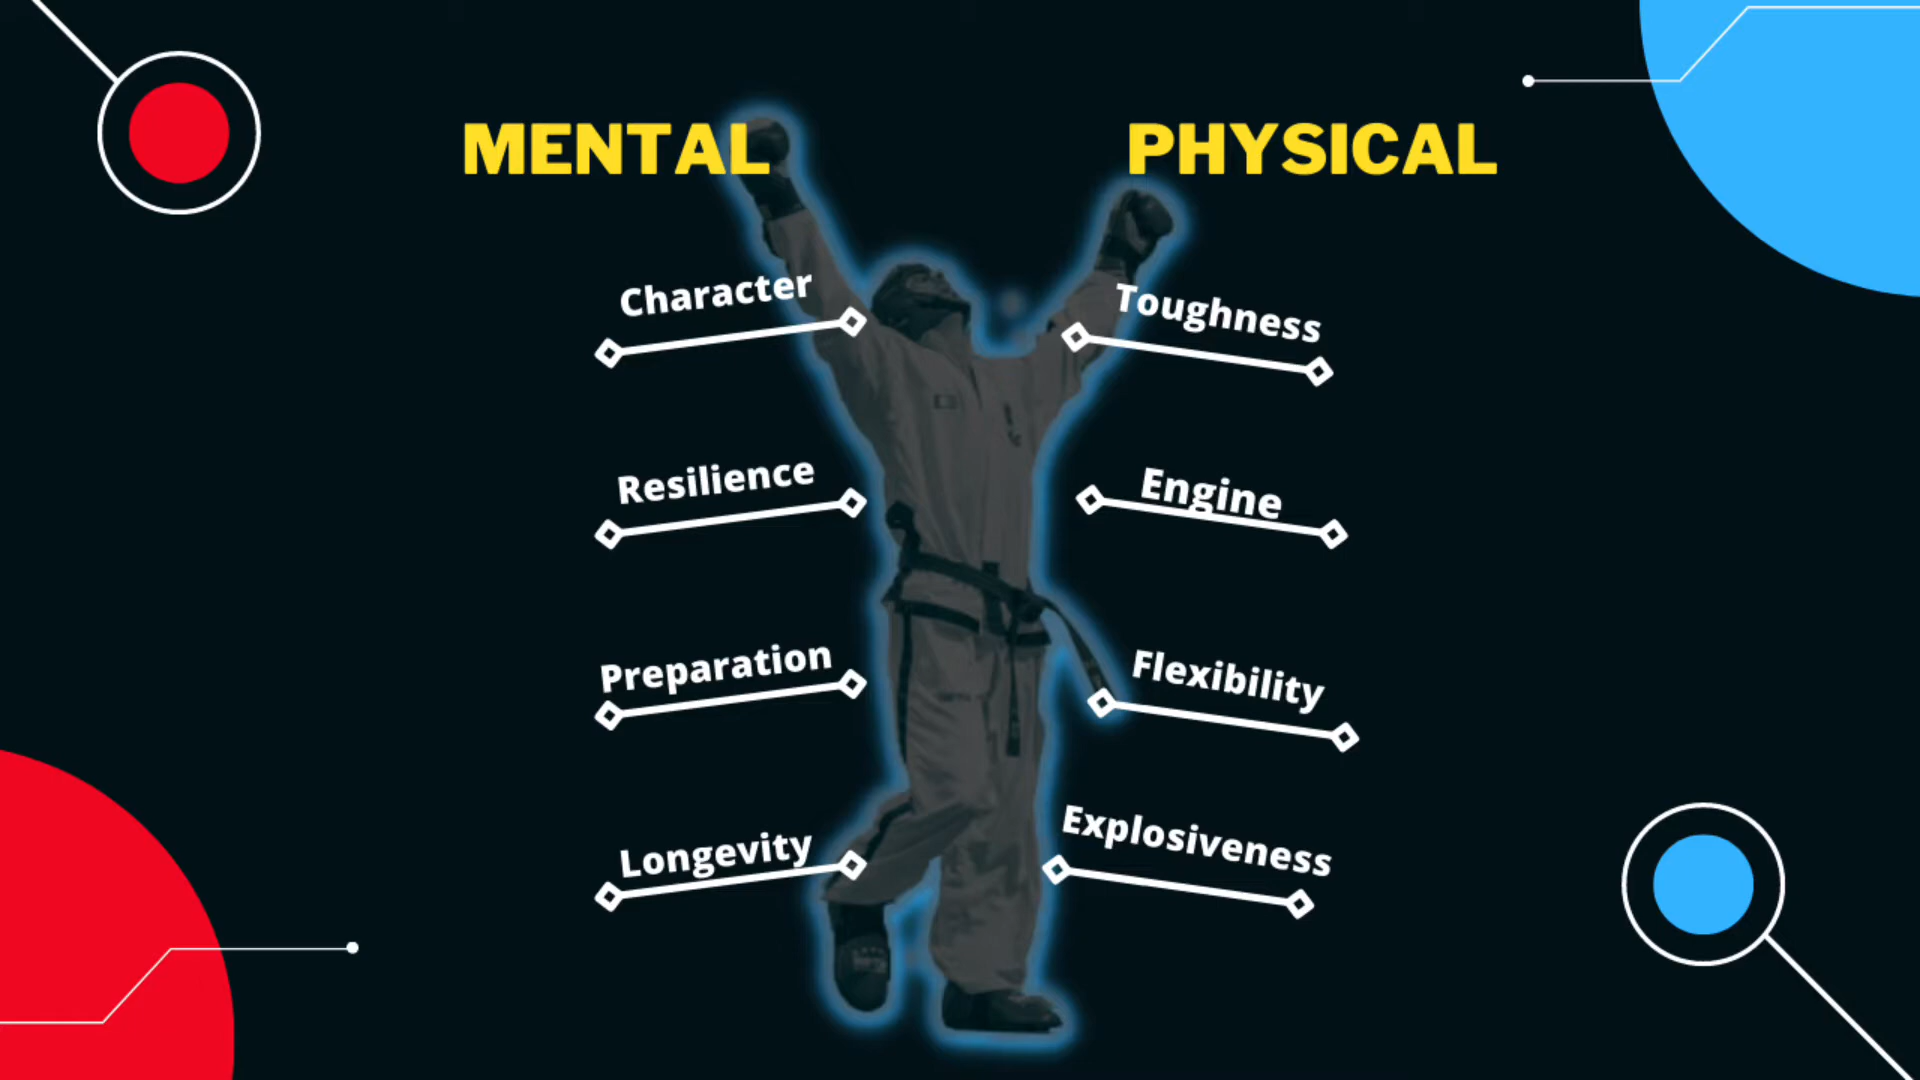 MENTAL
Character
Resilience
Preparation
Longevity
PHYSICAL
Toughness
Engine
Flexibility
Explosiveness